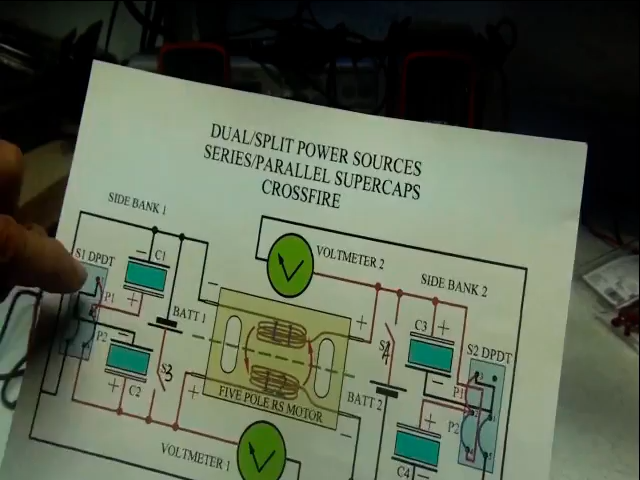 DUAL/SPLIT POWER SOURCES
SERIES/PARALLEL SUPERCAPS
CROSSFIRE
SIDE BANK 1
VOLTMETER 2
SIDE BANK 2
S1 DPDT
C1
P1
BATT 1
P2
C2
S3
FIVE POLE RS MOTOR
VOLTMETER 1
S4
C3
S2 DPDT
P1
BATT 2
P2
C4